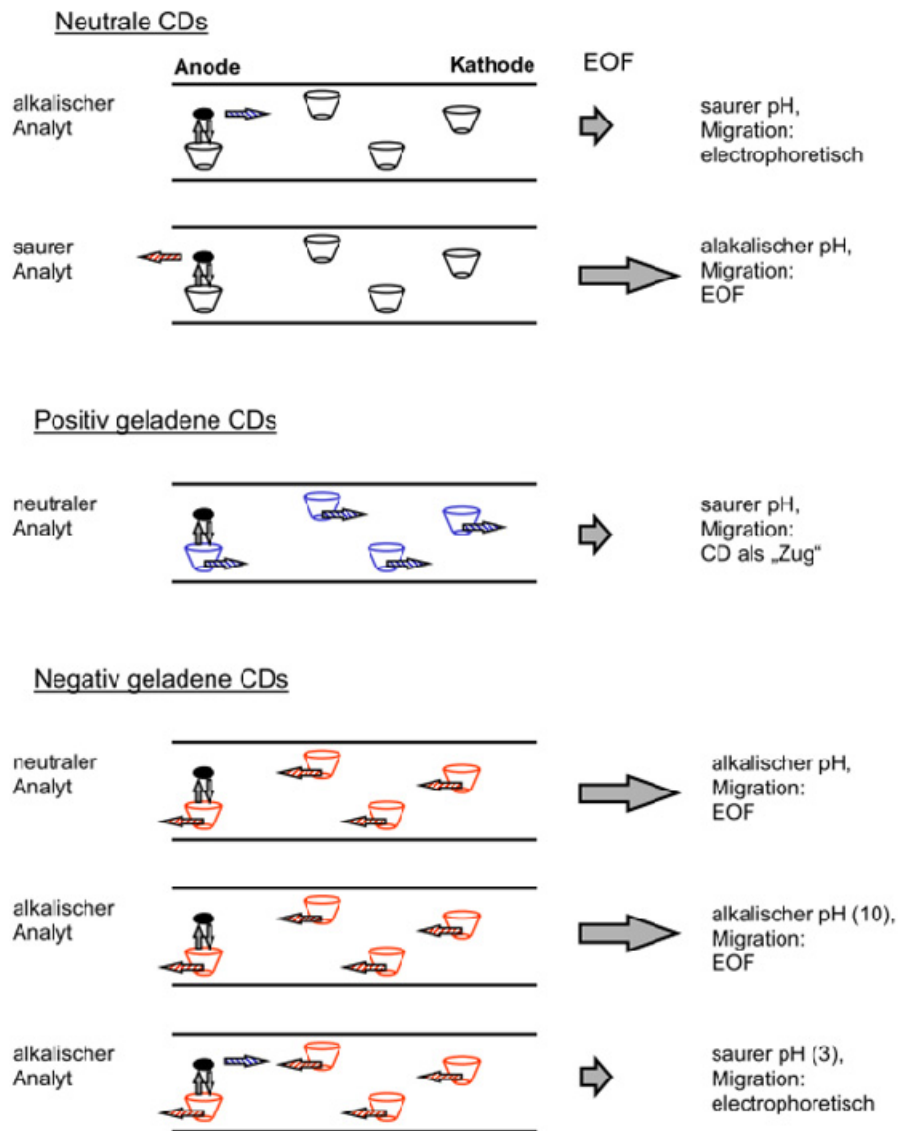 Neutrale CDs
Anode Kathode EOF
alkalischer
Analyt
saurer pH,
Migration:
electrophoretisch
saurer
Analyt
alakalischer pH,
Migration:
EOF
Positiv geladene CDs
neutraler
Analyt
saurer pH,
Migration:
CD als „Zug“
Negativ geladene CDs
neutraler
Analyt
alkalischer pH,
Migration:
EOF
alkalischer
Analyt
alkalischer pH (10),
Migration:
EOF
alkalischer
Analyt
saurer pH (3),
Migration:
electrophoretisch